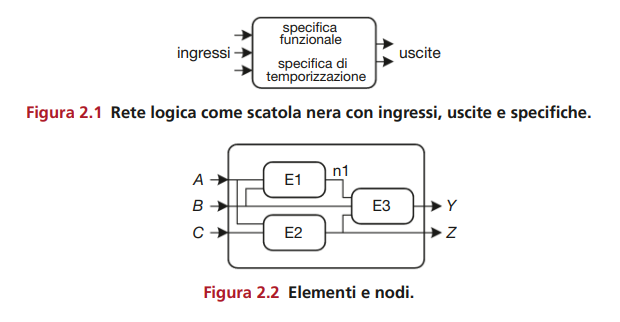 specifica
funzionale
ingressi
uscite
specifica di
temporizzazione
Figura 2.1 Rete logica come scatola nera con ingressi, uscite e specifiche.
A
E1
n1
B
E3
Y
C
E2
Z
Figura 2.2 Elementi e nodi.